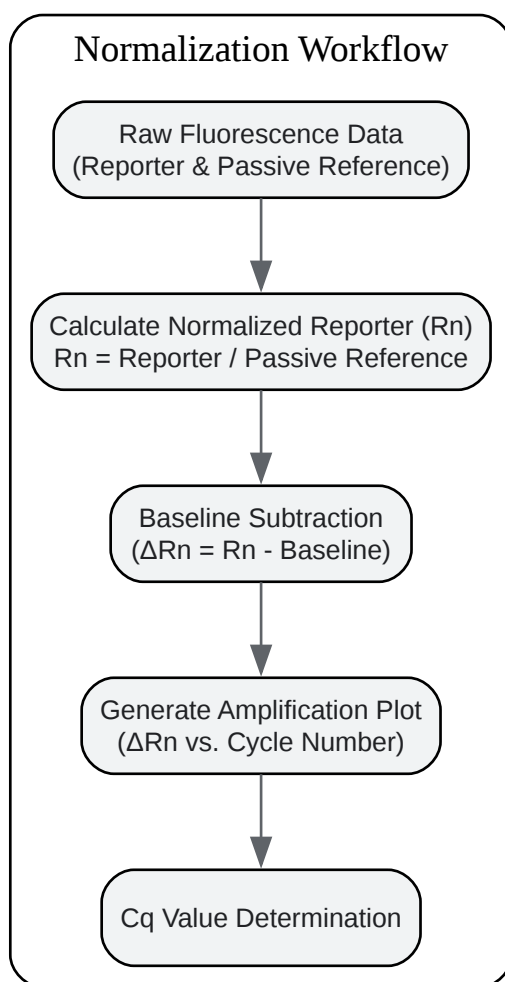 Normalization Workflow
Raw Fluorescence Data
(Reporter & Passive Reference)
Calculate Normalized Reporter (Rn)
Rn = Reporter / Passive Reference
Baseline Subtraction
(ΔRn = Rn - Baseline)
Generate Amplification Plot
(ΔRn vs. Cycle Number)
Cq Value Determination